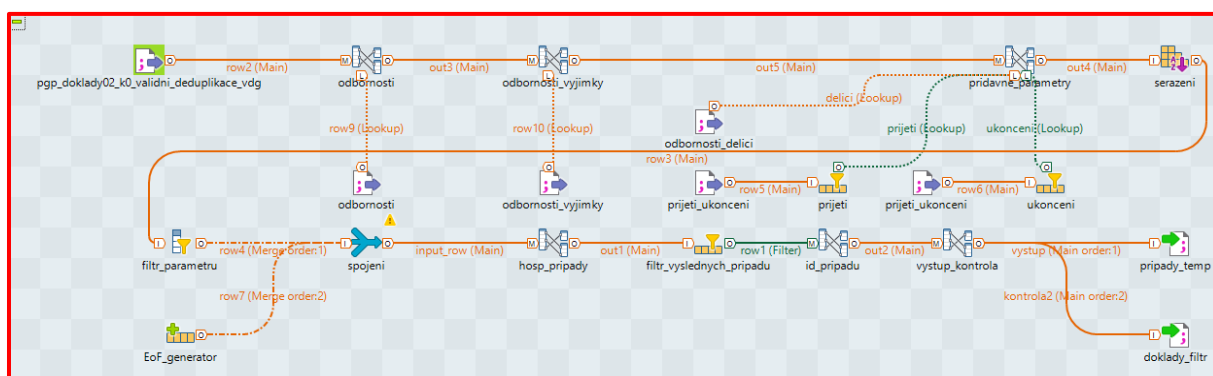 row2 (Main)
out3 (Main)
out5 (Main)
out4 (Main)
pgp_doklady02_k0_validni_deduplikace_vdg
odbornosti
odbornosti_vyjimky
pridavne_parametry
serazeni
delici (Lookup)
row9 (Lookup)
row10 (Lookup)
prijeti (Lookup)
ukonceni (Lookup)
odbornosti_delici
row3 (Main)
row5 (Main)
row6 (Main)
odbornosti
odbornosti_vyjimky
prijeti_ukonceni
prijeti
prijeti_ukonceni
ukonceni
row4 (Merge order:1)
input_row (Main)
out1 (Main)
row1 (Filter)
out2 (Main)
vystup (Main order:1)
filtr_parametru
spojeni
hosp_pripady
filtr_vyslednych_pripadu
id_pripadu
vystup_kontrola
pripady_temp
row7 (Merge order:2)
kontrola2 (Main order:2)
EoF_generator
doklady_filtr